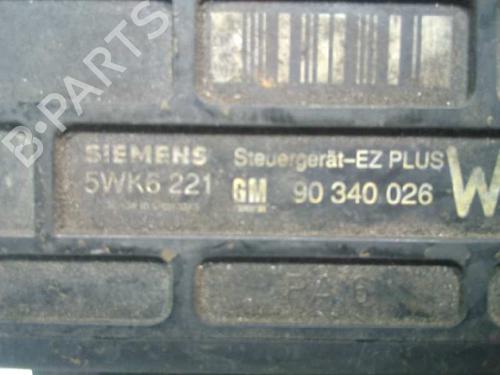 B-PARTS
SIEMENS Steuergerät-EZ PLUS W
5WK6 221 GM 90 340 026
PA 6